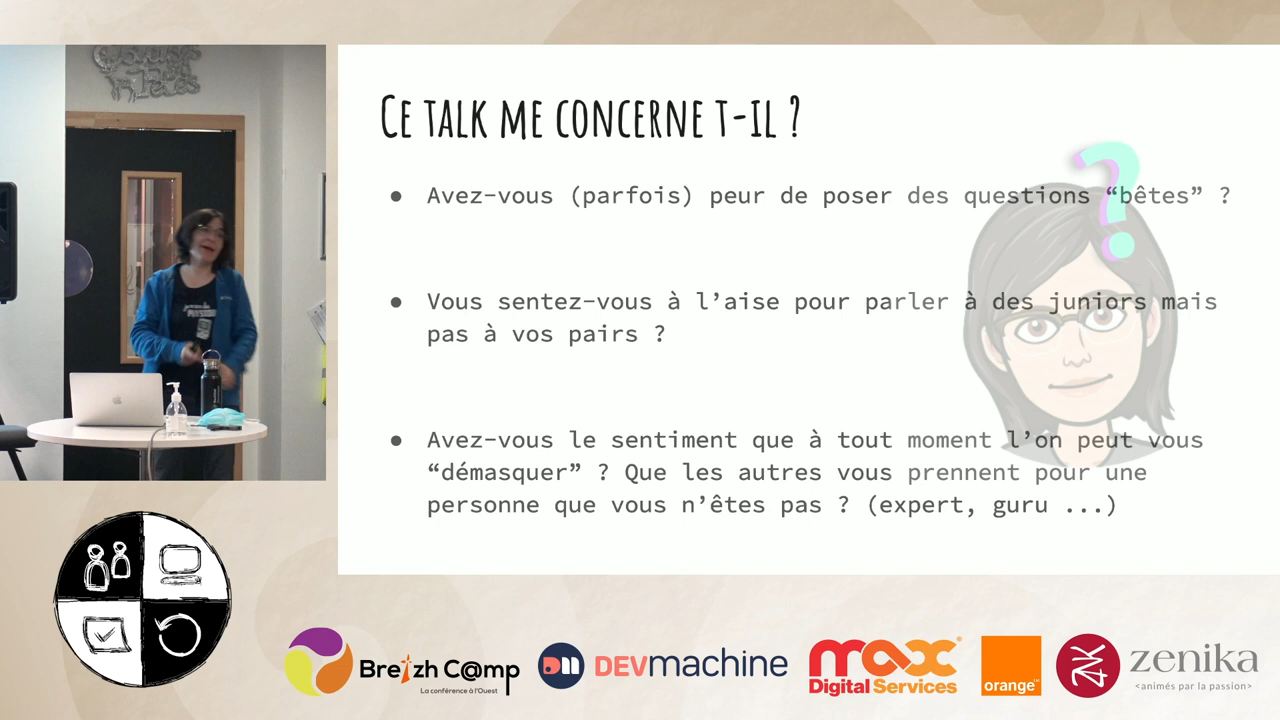 Ce talk me concerne t-il ?
● Avez-vous (parfois) peur de poser des questions “bêtes” ?
● Vous sentez-vous à l’aise pour parler à des juniors mais
pas à vos pairs ?
● Avez-vous le sentiment que à tout moment l’on peut vous
“démasquer” ? Que les autres vous prennent pour une
personne que vous n’êtes pas ? (expert, guru ...)
Breizh C@mp
La conférence à l'Ouest
DEVmachine
max
Digital Services
orange™
zenika
<animés par la passion>